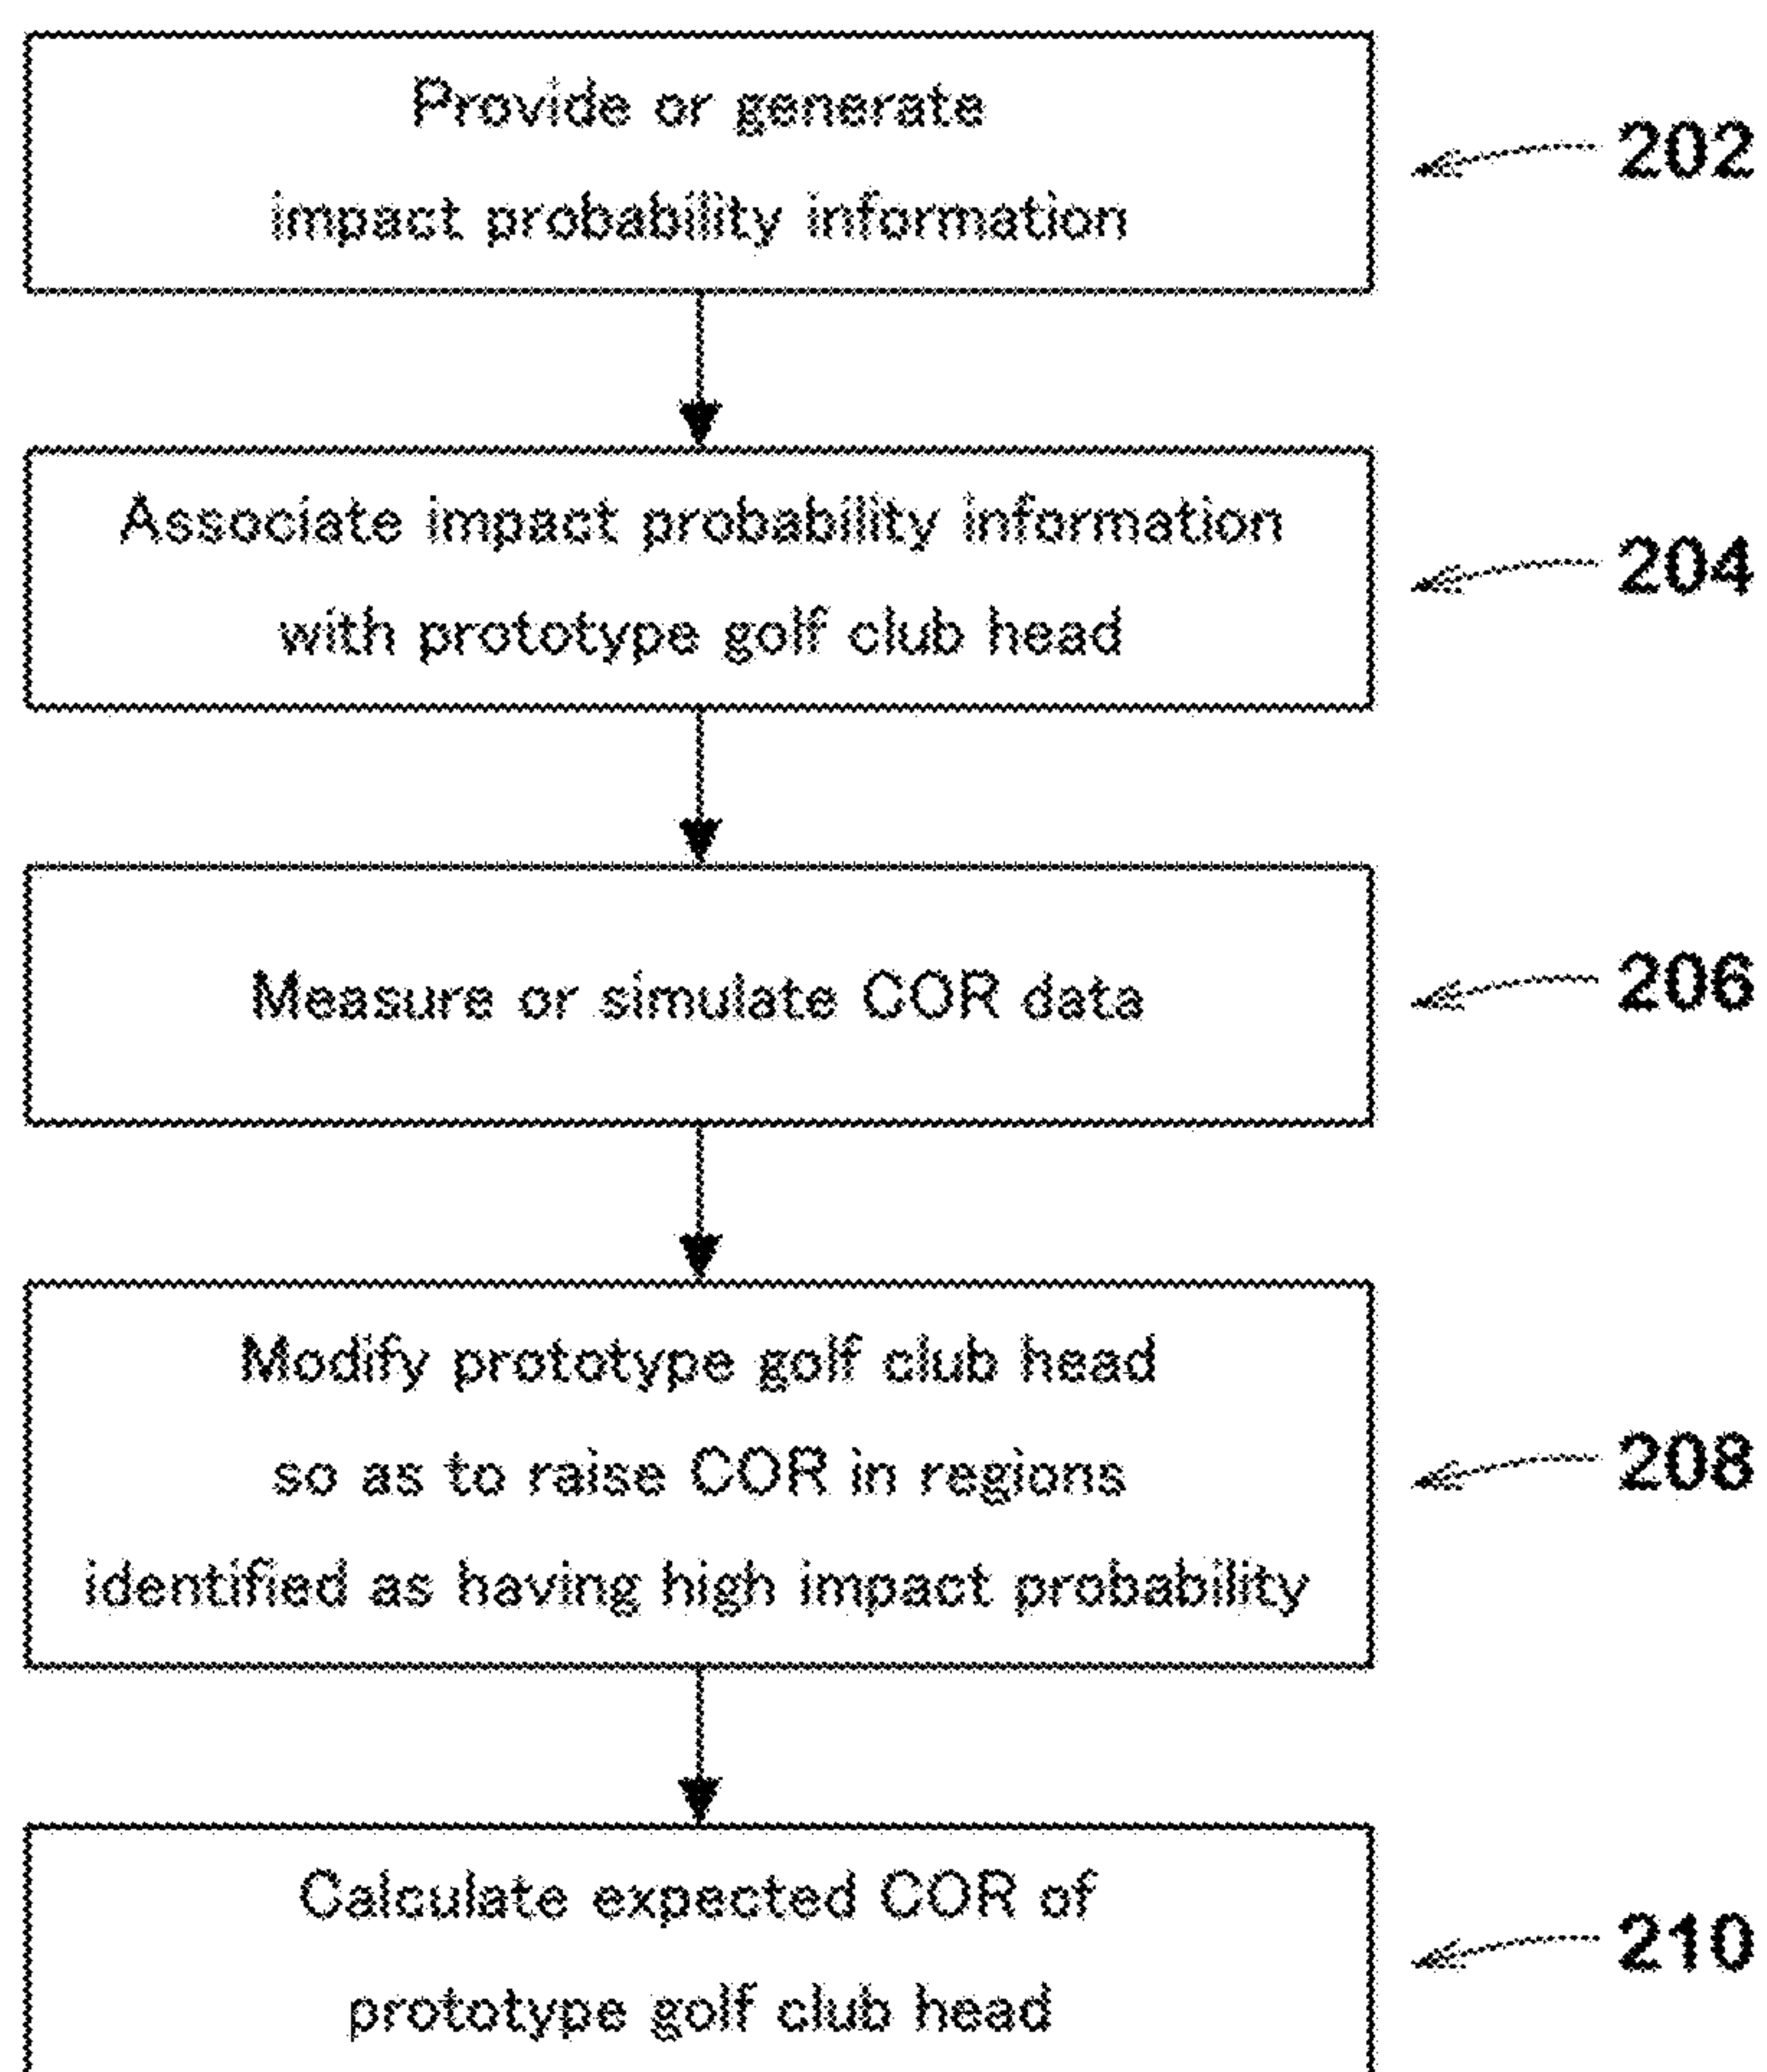 Provide or generate
impact probability information
202
Associate impact probability information
with prototype golf club head
204
Measure or simulate COR data
206
Modify prototype golf club head
so as to raise COR in regions
identified as having high impact probability
208
Calculate expected COR of
prototype golf club head
210